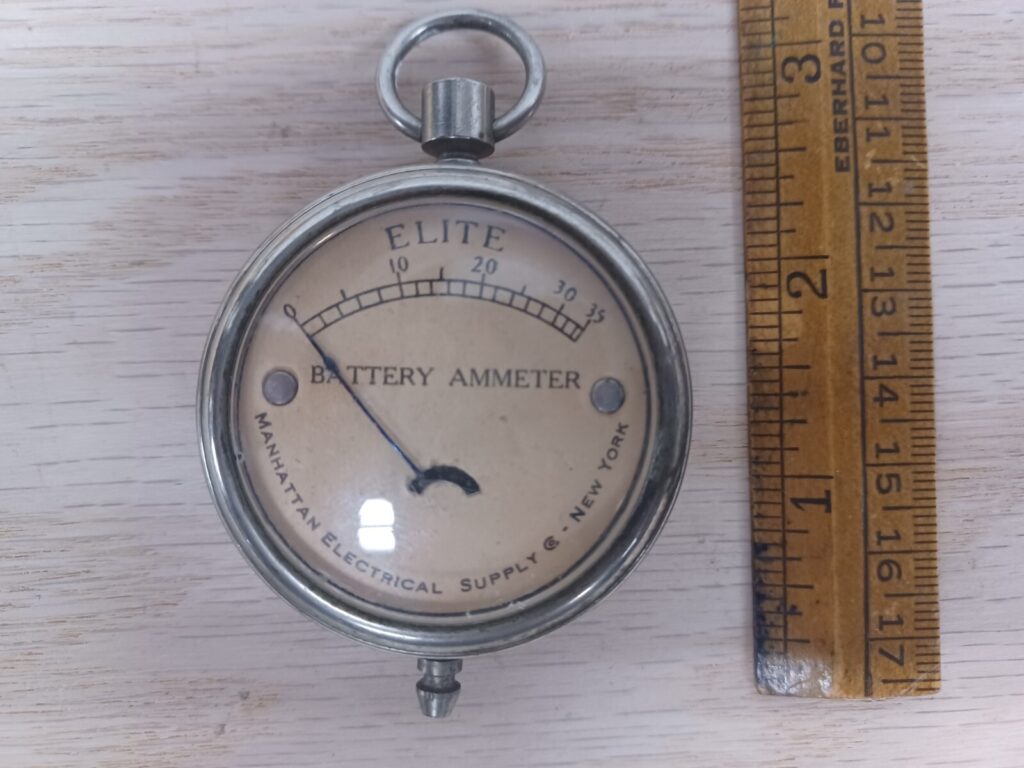 ELITE
0 10 20 30 35
BATTERY AMMETER
MANHATTAN ELECTRICAL SUPPLY Co - NEW YORK
3 2 1
EBERHARD
10 11 12 13 14 15 16 17